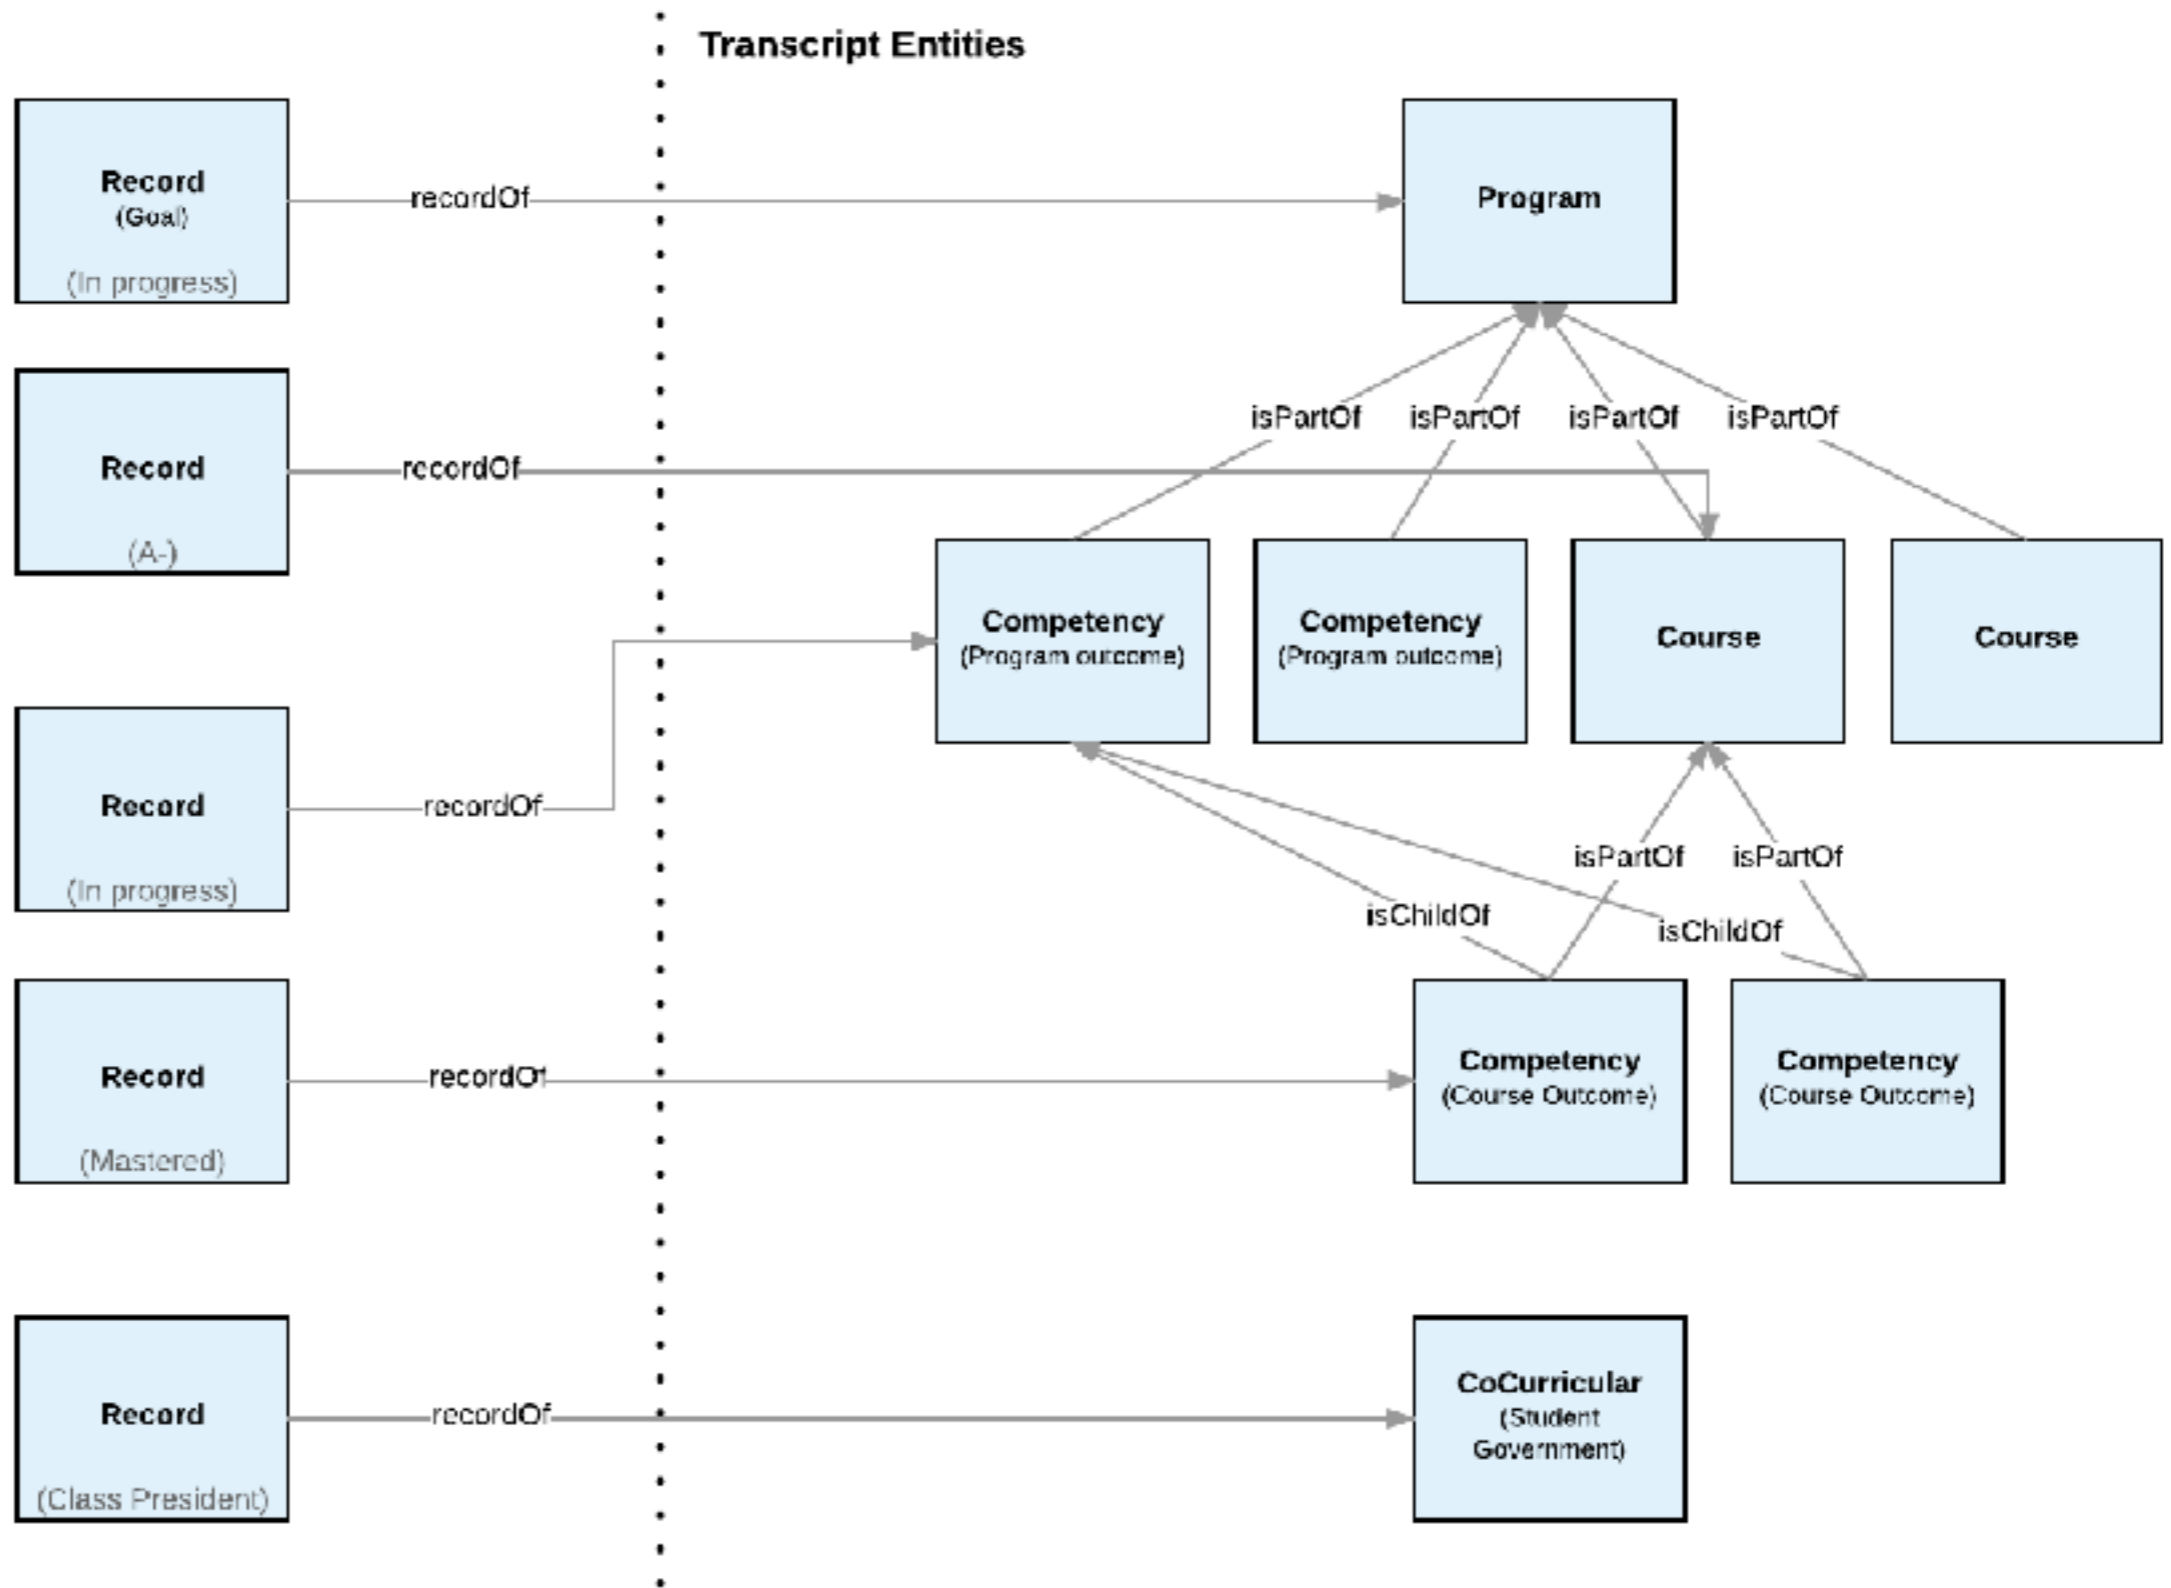 Transcript Entities
Record
(Goal)
(In progress)
recordOf
Program
isPartOf
isPartOf
isPartOf
isPartOf
Record
(A-)
recordOf
Competency
(Program outcome)
Competency
(Program outcome)
Course
Course
Record
(In progress)
recordOf
isPartOf
isPartOf
isChildOf
isChildOf
Record
(Mastered)
recordOf
Competency
(Course Outcome)
Competency
(Course Outcome)
Record
(Class President)
recordOf
CoCurricular
(Student
Government)